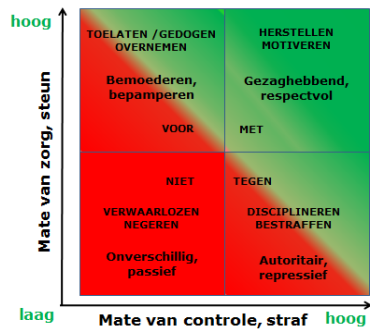 hoog
Mate van zorg, steun
TOELATEN /GEDOGEN
OVERNEMEN
Bemoederen,
bepamperen
VOOR
HERSTELLEN
MOTIVEREN
Gezaghebbend,
respectvol
MET
NIET
VERWAARLOZEN
NEGEREN
Onverschillig,
passief
TEGEN
DISCIPLINEREN
BESTRAFFEN
Autoritair,
repressief
laag
Mate van controle, straf
hoog